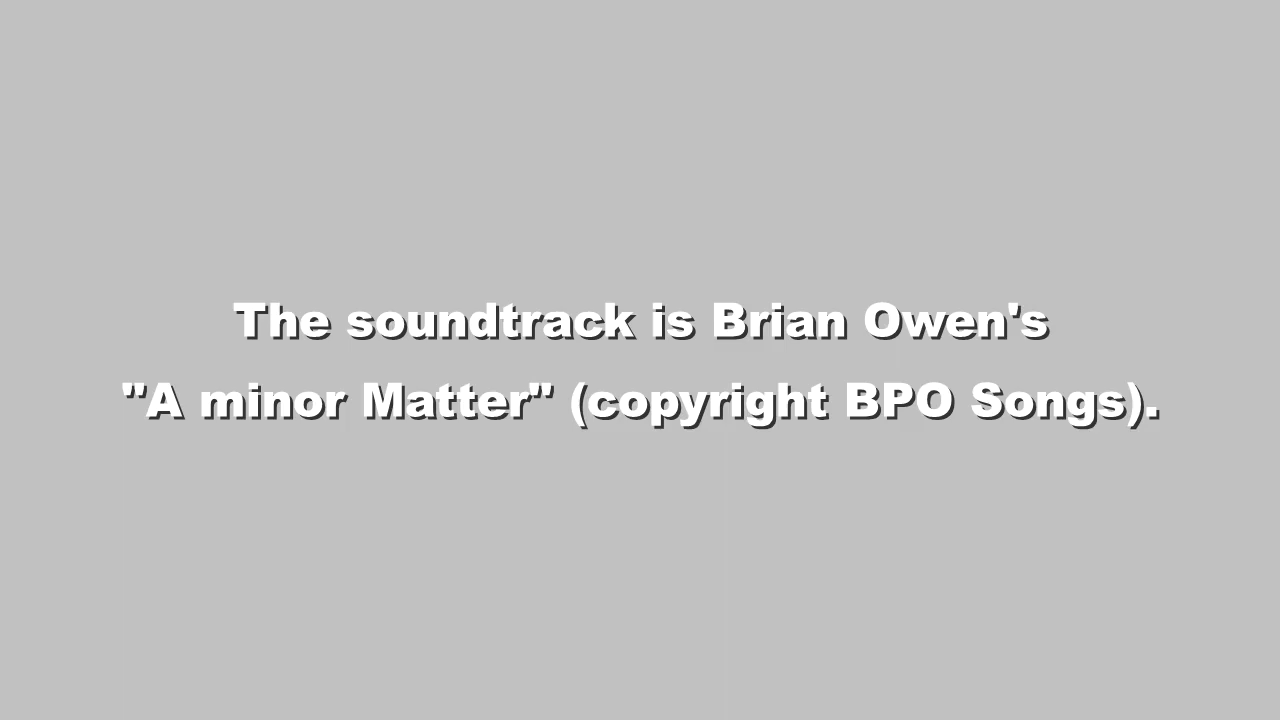 The soundtrack is Brian Owen's
"A minor Matter" (copyright BPO Songs).